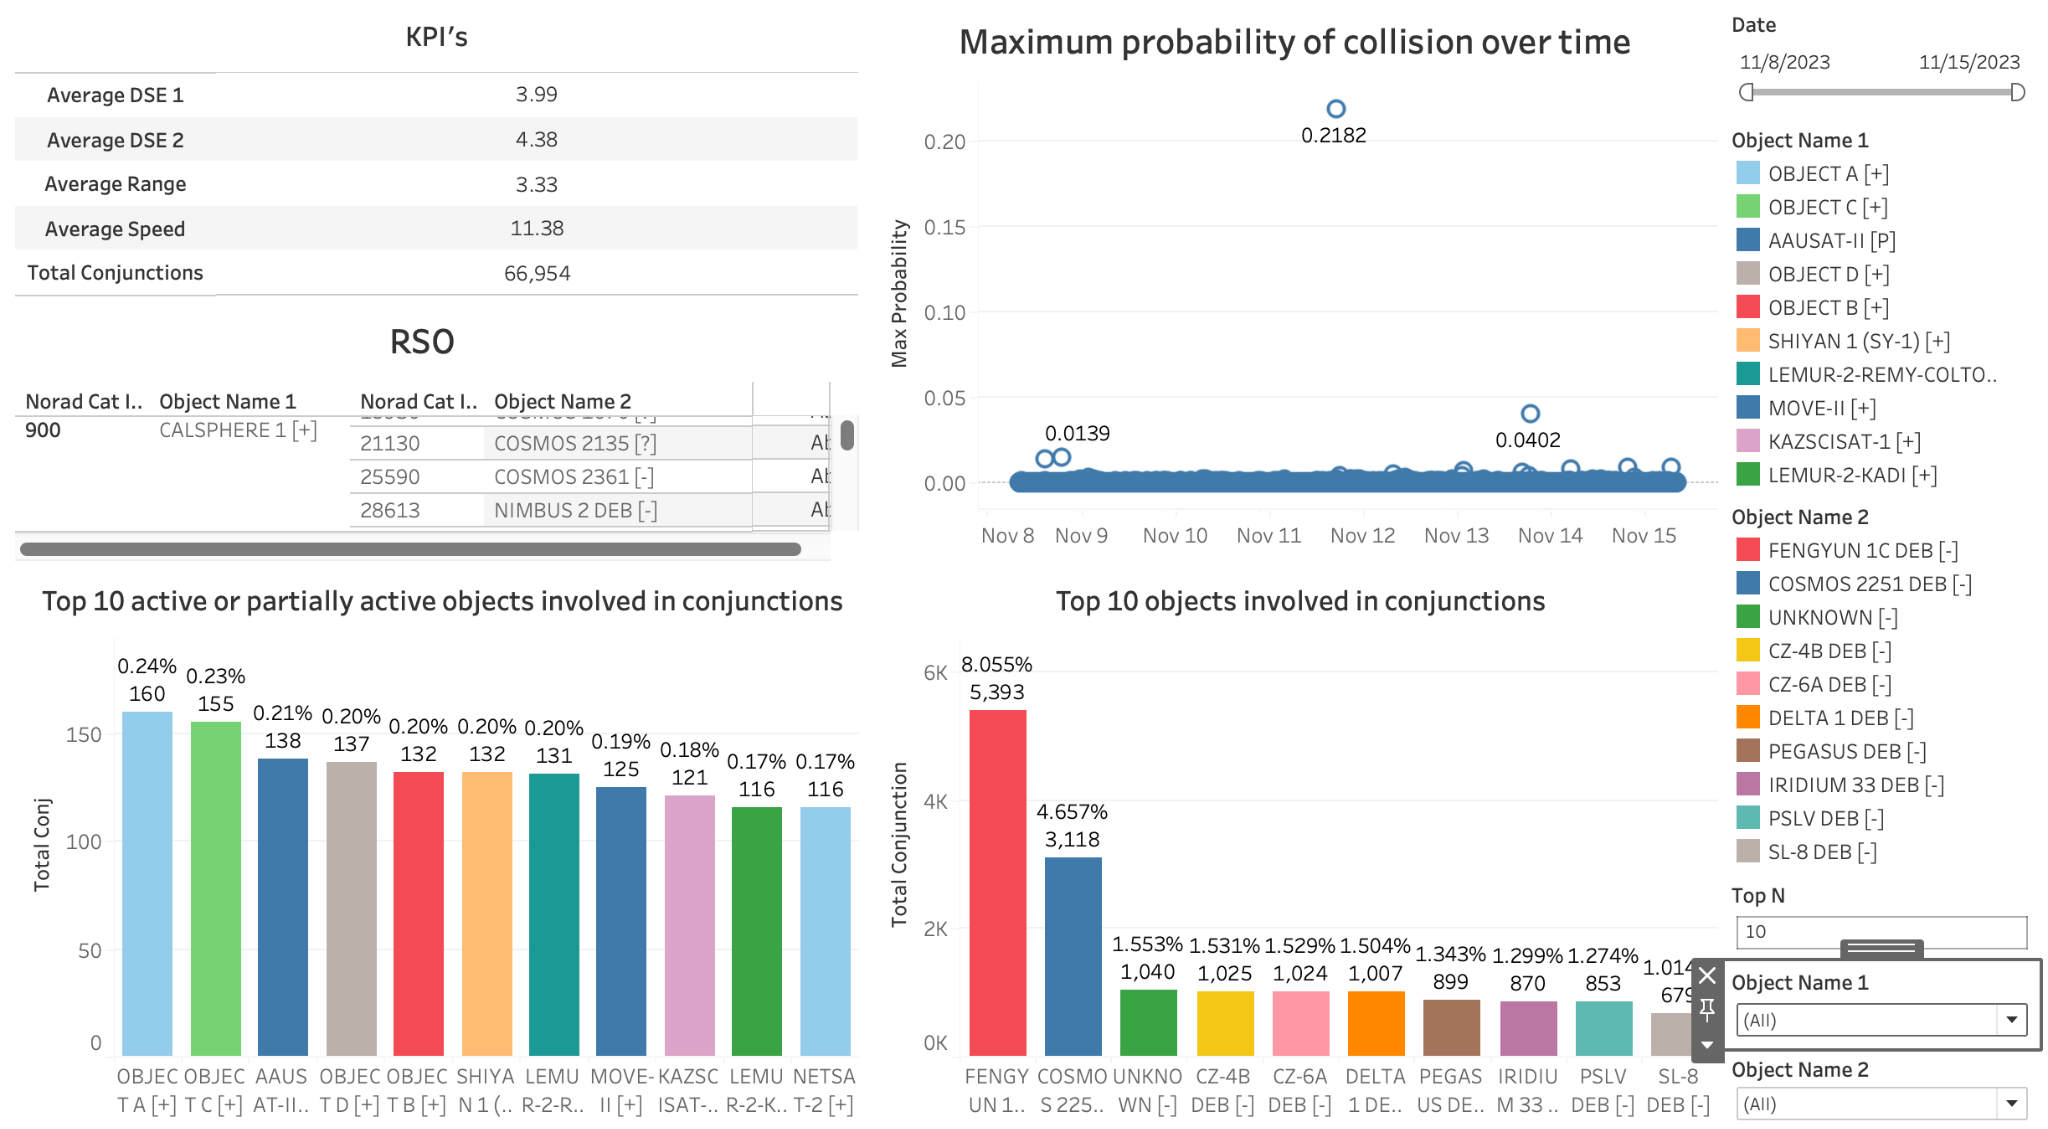 KPI’s
Average DSE 1 3.99
Average DSE 2 4.38
Average Range 3.33
Average Speed 11.38
Total Conjunctions 66,954
RSO
Norad Cat I.. Object Name 1 Norad Cat I.. Object Name 2
900 CALSPHERE 1 [+]
21130 COSMOS 2135 [?]
25590 COSMOS 2361 [-]
28613 NIMBUS 2 DEB [-]
Maximum probability of collision over time
Max Probability
0.20
0.15
0.10
0.05
0.00
0.2182
0.0139
0.0402
Nov 8 Nov 9 Nov 10 Nov 11 Nov 12 Nov 13 Nov 14 Nov 15
Top 10 active or partially active objects involved in conjunctions
Total Conj
150
100
50
0
0.24% 0.23% 0.21% 0.20% 0.20% 0.20% 0.20% 0.19% 0.18% 0.17% 0.17%
160 155 138 137 132 132 131 125 121 116 116
OBJEC OBJEC AAUS OBJEC OBJEC SHIYA LEMU MOVE- KAZSC LEMU NETSA
T A [+] T C [+] AT-II.. T D [+] T B [+] N 1 (.. R-2-R.. II [+] ISAT-.. R-2-K.. T-2 [+]
Top 10 objects involved in conjunctions
Total Conjunction
6K
4K
2K
0K
8.055% 4.657% 1.553% 1.531% 1.529% 1.504% 1.343% 1.299% 1.274% 1.014
5,393 3,118 1,040 1,025 1,024 1,007 899 870 853 679
FENGY COSMO UNKNO CZ-4B CZ-6A DELTA PEGAS IRIDIU PSLV SL-8
UN 1.. S 225.. WN [-] DEB [-] DEB [-] 1 DE.. US DE.. M 33 .. DEB [-] DEB [-]
Date
11/8/2023 11/15/2023
Object Name 1
OBJECT A [+]
OBJECT C [+]
AAUSAT-II [P]
OBJECT D [+]
OBJECT B [+]
SHIYAN 1 (SY-1) [+]
LEMUR-2-REMY-COLTO..
MOVE-II [+]
KAZSCISAT-1 [+]
LEMUR-2-KADI [+]
Object Name 2
FENGYUN 1C DEB [-]
COSMOS 2251 DEB [-]
UNKNOWN [-]
CZ-4B DEB [-]
CZ-6A DEB [-]
DELTA 1 DEB [-]
PEGASUS DEB [-]
IRIDIUM 33 DEB [-]
PSLV DEB [-]
SL-8 DEB [-]
Top N
10
Object Name 1
(All)
Object Name 2
(All)